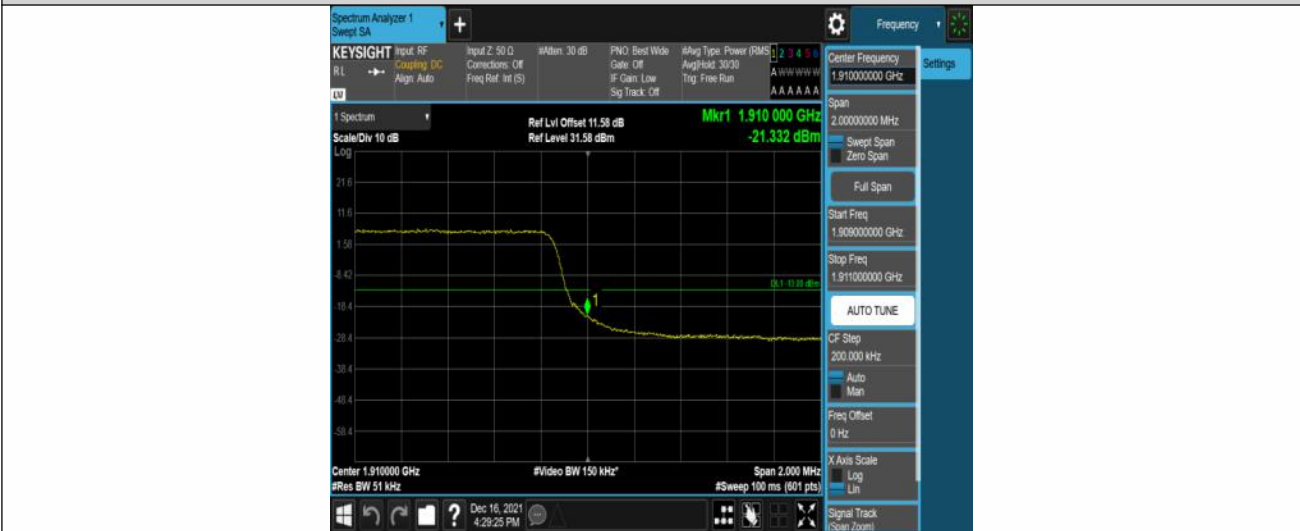 Spectrum Analyzer 1
Swept SA
+
Frequency
KEYSIGHT
Input: RF
Input Z: 50 Ω
#Atten: 30 dB
PNO: Best Wide
#Avg Type: Power (RMS
1 2 3 4 5 6
RL
Coupling: DC
Corrections: Off
Gate: Off
Avg|Hold: 30/30
A W W W W W
Align: Auto
Freq Ref: Int (S)
IF Gain: Low
Trig: Free Run
Sig Track: Off
A A A A A A
LV
1 Spectrum
Ref Lvl Offset 11.58 dB
Mkr1 1.910 000 GHz
Scale/Div 10 dB
Ref Level 31.58 dBm
-21.332 dBm
Log
21.6
11.6
1.58
-8.42
DL1 -13.00 dBm
1
-18.4
-28.4
-38.4
-48.4
-58.4
Center 1.910000 GHz
#Video BW 150 kHz*
Span 2.000 MHz
#Res BW 51 kHz
#Sweep 100 ms (601 pts)
?
Dec 16, 2021
4:29:25 PM
Center Frequency
1.910000000 GHz
Settings
Span
2.00000000 MHz
Swept Span
Zero Span
Full Span
Start Freq
1.909000000 GHz
Stop Freq
1.911000000 GHz
AUTO TUNE
CF Step
200.000 kHz
Auto
Man
Freq Offset
0 Hz
X Axis Scale
Log
Lin
Signal Track
(Span Zoom)